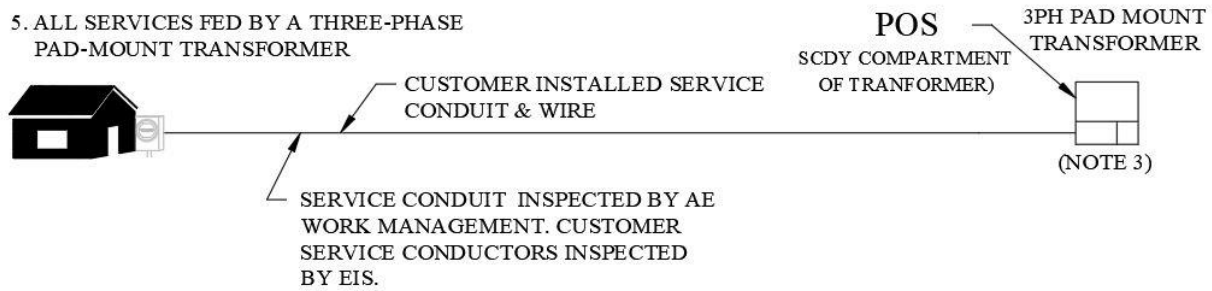 5. ALL SERVICES FED BY A THREE-PHASE
PAD-MOUNT TRANSFORMER
POS
SCDY COMPARTMENT
OF TRANFORMER)
3PH PAD MOUNT
TRANSFORMER
CUSTOMER INSTALLED SERVICE
CONDUIT & WIRE
(NOTE 3)
SERVICE CONDUIT INSPECTED BY AE
WORK MANAGEMENT. CUSTOMER
SERVICE CONDUCTORS INSPECTED
BY EIS.